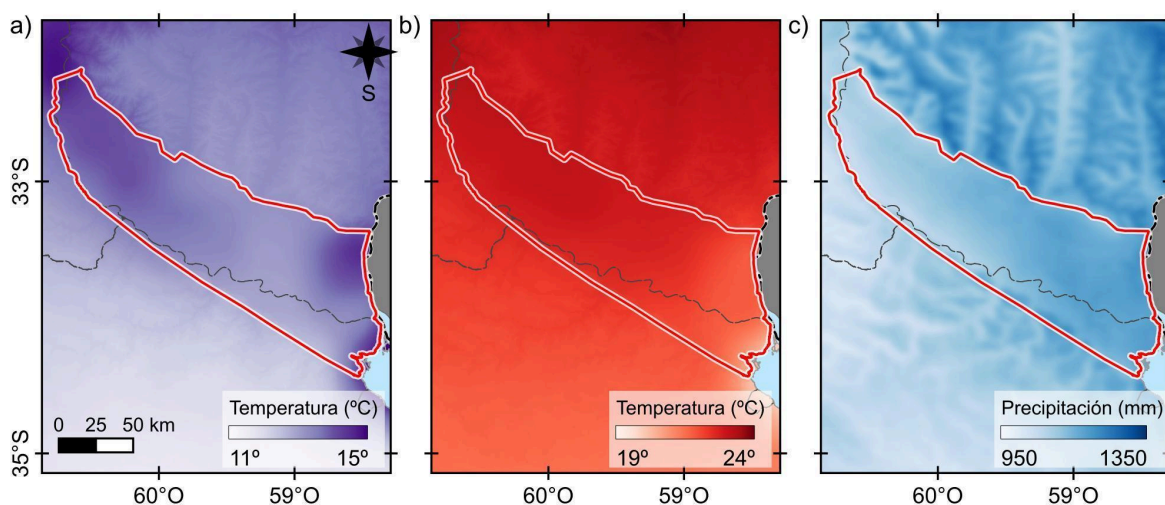 a)
b)
c)
S
33°S
35°S
Temperatura (ºC)
11º 15º
0 25 50 km
Temperatura (ºC)
19º 24º
Precipitación (mm)
950 1350
60°O 59°O
60°O 59°O
60°O 59°O